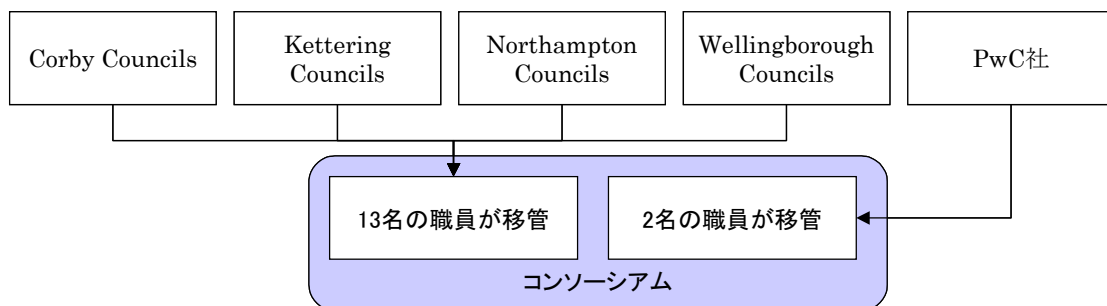 Corby Councils
Kettering
Councils
Northampton
Councils
Wellingborough
Councils
PwC社
13名の職員が移管
2名の職員が移管
コンソーシアム